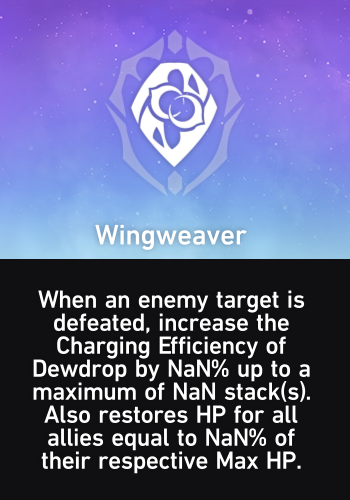 Wingweaver
When an enemy target is
defeated, increase the
Charging Efficiency of
Dewdrop by NaN% up to a
maximum of NaN stack(s).
Also restores HP for all
allies equal to NaN% of
their respective Max HP.